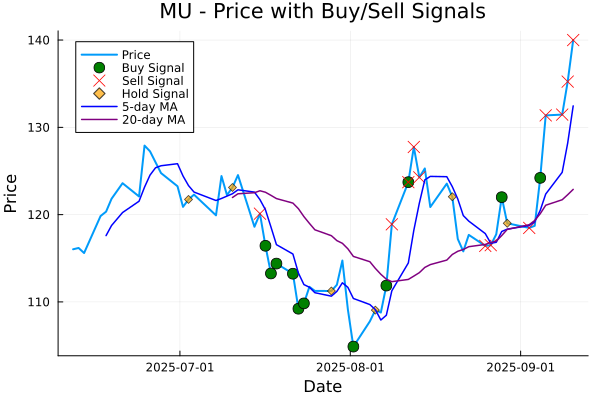 MU - Price with Buy/Sell Signals
140
130
120
110
Price
Price
Buy Signal
Sell Signal
Hold Signal
5-day MA
20-day MA
2025-07-01
2025-08-01
2025-09-01
Date